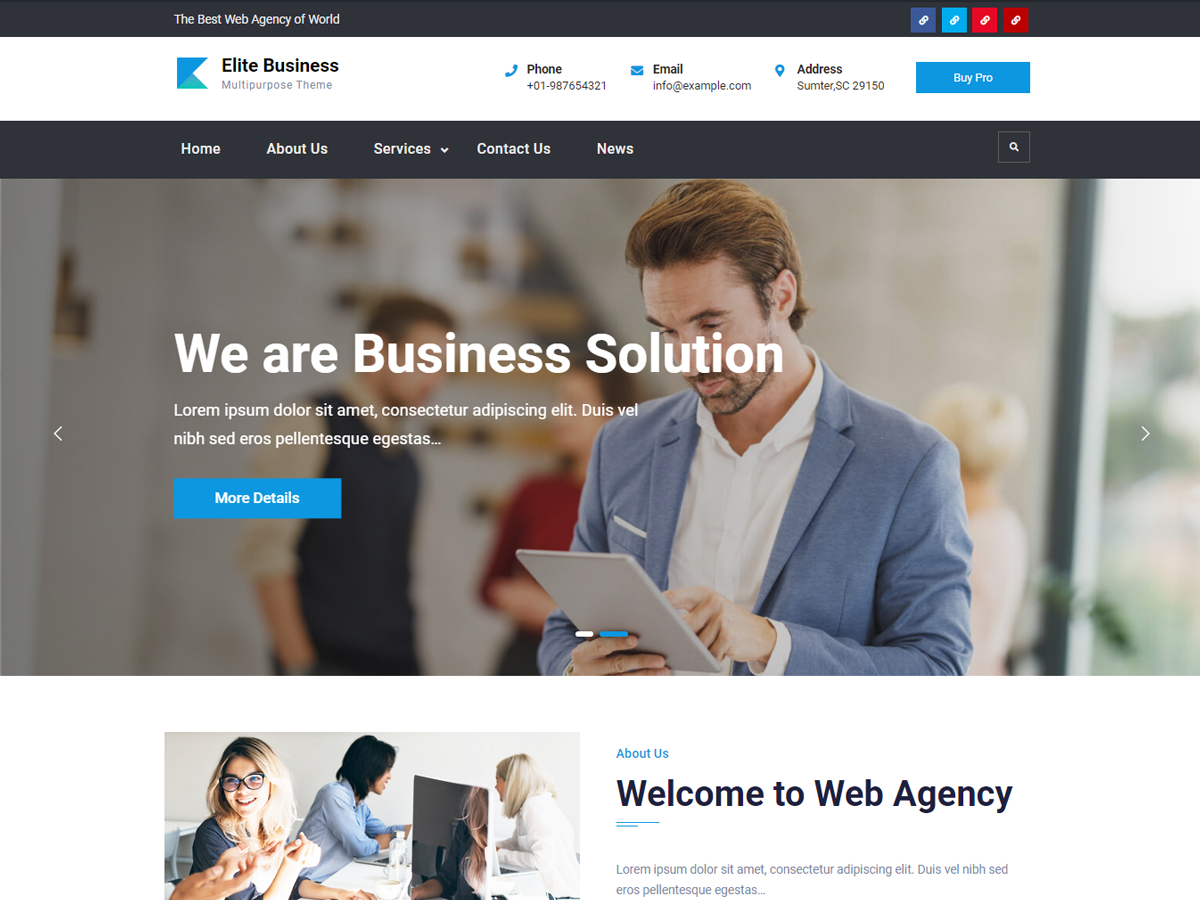 The Best Web Agency of World
Elite Business
Multipurpose Theme
Phone
+01-987654321
Email
info@example.com
Address
Sumter,SC 29150
Buy Pro
Home
About Us
Services
Contact Us
News
We are Business Solution
Lorem ipsum dolor sit amet, consectetur adipiscing elit. Duis vel
nibh sed eros pellentesque egestas...
More Details
About Us
Welcome to Web Agency
Lorem ipsum dolor sit amet, consectetur adipiscing elit. Duis vel nibh sed
eros pellentesque egestas...